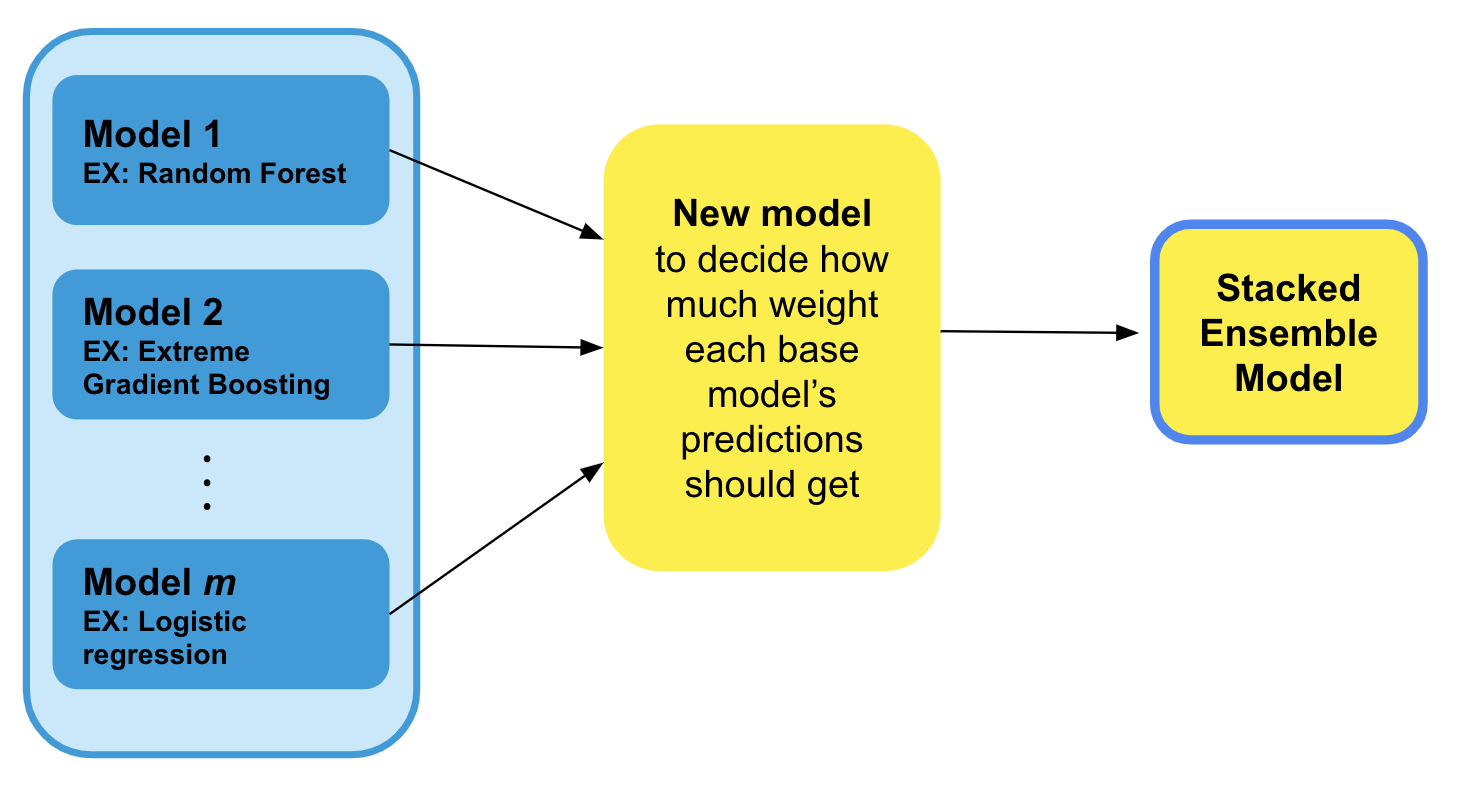 Model 1
EX: Random Forest
Model 2
EX: Extreme
Gradient Boosting
Model m
EX: Logistic
regression
New model
to decide how
much weight
each base
model’s
predictions
should get
Stacked
Ensemble
Model